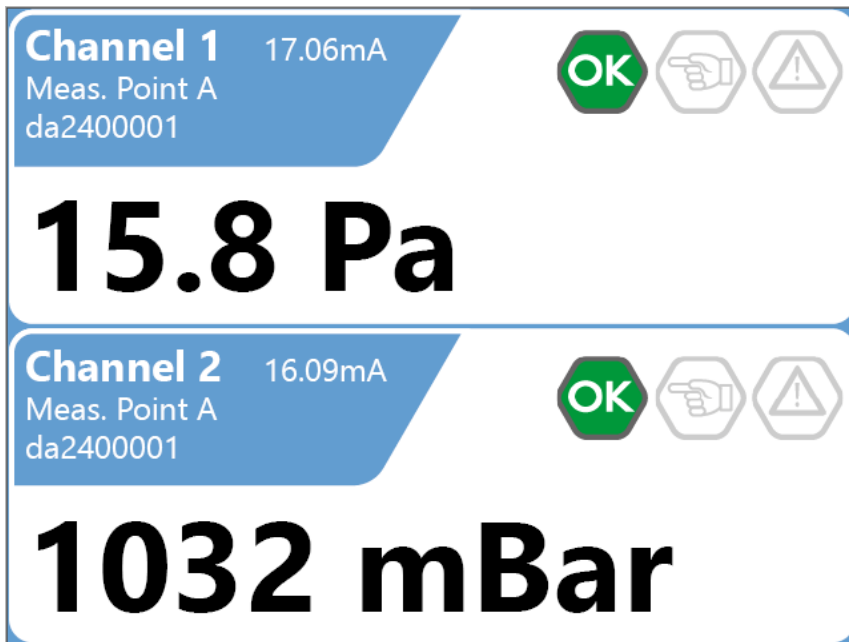 Channel 1 17.06mA
OK
Meas. Point A
da2400001
15.8 Pa
Channel 2 16.09mA
OK
Meas. Point A
da2400001
1032 mBar